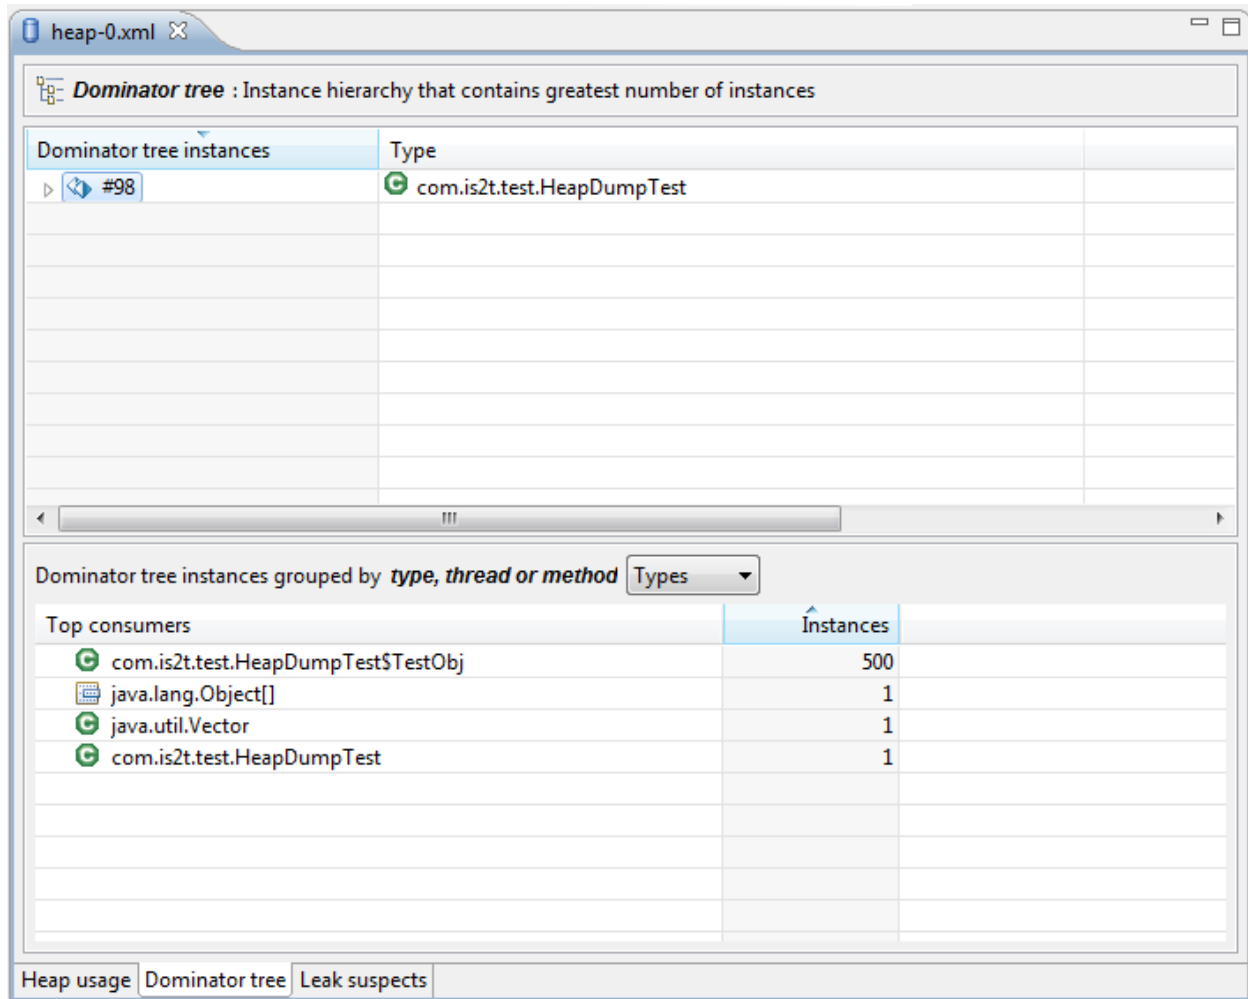 heap-0.xml
Dominator tree : Instance hierarchy that contains greatest number of instances
Dominator tree instances Type
#98 com.is2t.test.HeapDumpTest
Dominator tree instances grouped by type, thread or method Types
Top consumers Instances
com.is2t.test.HeapDumpTest$TestObj 500
java.lang.Object[] 1
java.util.Vector 1
com.is2t.test.HeapDumpTest 1
Heap usage Dominator tree Leak suspects